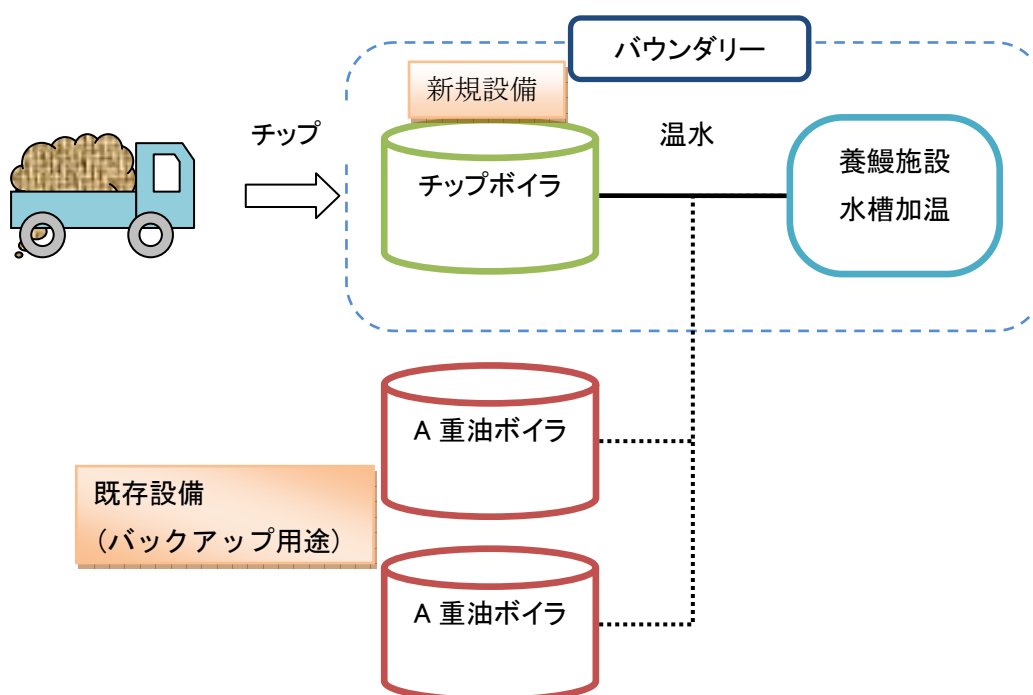 バウンダリー
新規設備
チップ
チップボイラ
温水
養鰻施設
水槽加温
A 重油ボイラ
既存設備
(バックアップ用途)
A 重油ボイラ